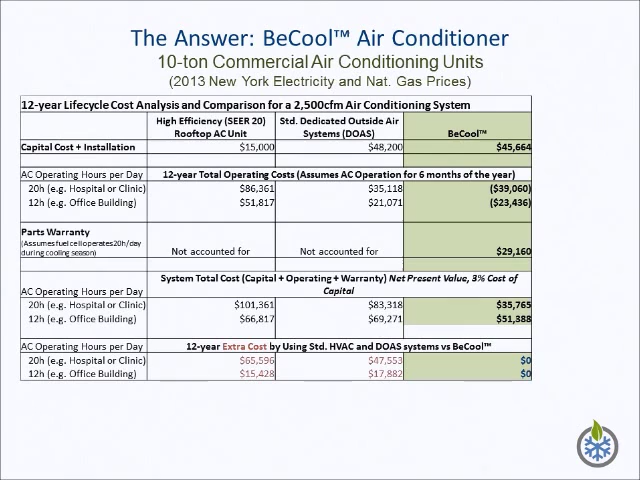 The Answer: BeCool™ Air Conditioner
10-ton Commercial Air Conditioning Units
(2013 New York Electricity and Nat. Gas Prices)
12-year Lifecycle Cost Analysis and Comparison for a 2,500cfm Air Conditioning System
High Efficiency (SEER 20) Rooftop AC Unit Std. Dedicated Outside Air Systems (DOAS) BeCool™
Capital Cost + Installation $15,000 $48,200 $45,664
AC Operating Hours per Day 12-year Total Operating Costs (Assumes AC Operation for 6 months of the year)
20h (e.g. Hospital or Clinic) $86,361 $35,118 ($39,060)
12h (e.g. Office Building) $51,817 $21,071 ($23,436)
Parts Warranty
(Assumes fuel cell operates 20h/day
during cooling season) Not accounted for Not accounted for $29,160
System Total Cost (Capital + Operating + Warranty) Net Present Value, 3% Cost of
AC Operating Hours per Day Capital
20h (e.g. Hospital or Clinic) $101,361 $83,318 $35,765
12h (e.g. Office Building) $66,817 $69,271 $51,388
AC Operating Hours per Day 12-year Extra Cost by Using Std. HVAC and DOAS systems vs BeCool™
20h (e.g. Hospital or Clinic) $65,596 $47,553 $0
12h (e.g. Office Building) $15,428 $17,882 $0